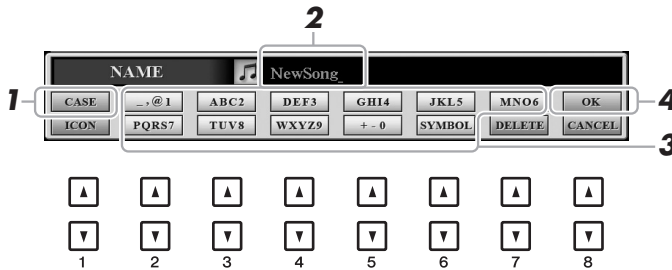 2
NAME NewSong_
1 CASE _,@1 ABC2 DEF3 GHI4 JKL5 MNO6 OK 4
ICON PQRS7 TUV8 WXYZ9 + - 0 SYMBOL DELETE CANCEL
3
1 2 3 4 5 6 7 8